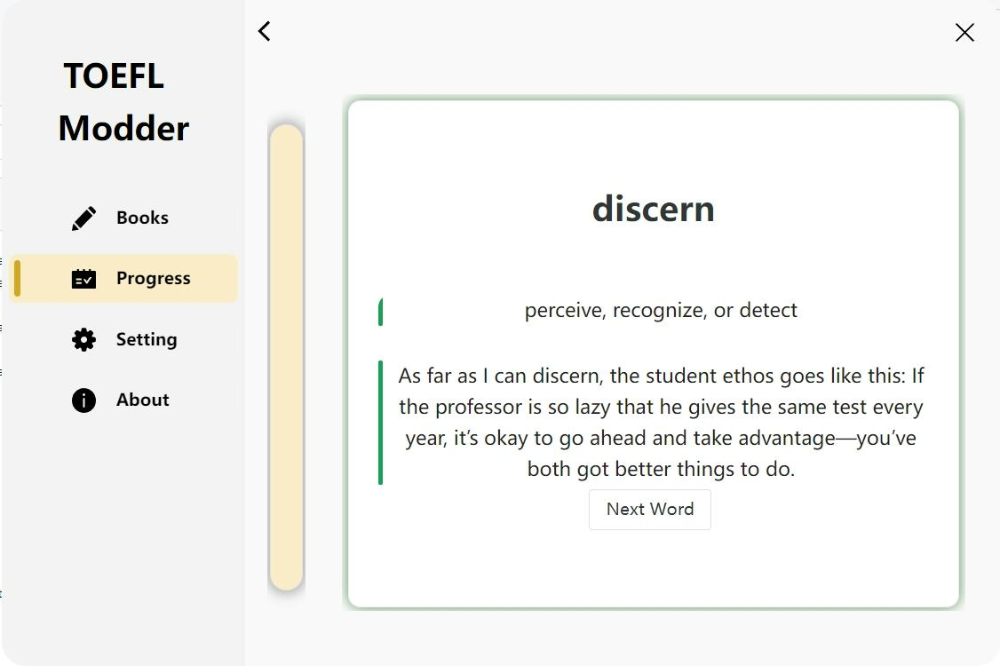 TOEFL
Modder
Books
Progress
Setting
About
discern
perceive, recognize, or detect
As far as I can discern, the student ethos goes like this: If
the professor is so lazy that he gives the same test every
year, it’s okay to go ahead and take advantage—you’ve
both got better things to do.
Next Word